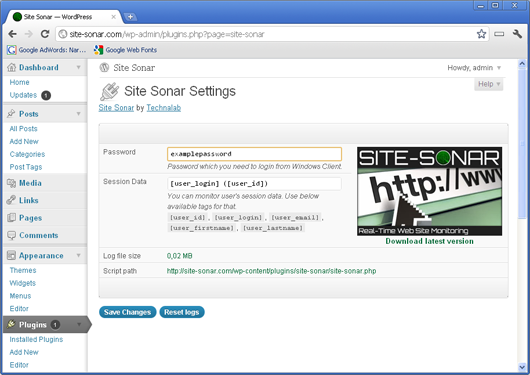 Site Sonar — WordPress
site-sonar.com/wp-admin/plugins.php?page=site-sonar
Google AdWords: Nar... Google Web Fonts
Dashboard
Home
Updates 1
Posts
All Posts
Add New
Categories
Post Tags
Media
Links
Pages
Comments
Appearance
Themes
Widgets
Menus
Editor
Plugins 1
Installed Plugins
Add New
Editor
Site Sonar
Howdy, admin
Help
Site Sonar Settings
Site Sonar by Technalab
Password
examplepassword
Password which you need to login from Windows Client.
Session Data
[user_login] ([user_id])
You can monitor user's session data. Use below
available tags for that.
[user_id] , [user_login] , [user_email] ,
[user_firstname] , [user_lastname]
SITE-SONAR
http://www
Real-Time Web Site Monitoring
Download latest version
Log file size
0,02 MB
Script path
http://site-sonar.com/wp-content/plugins/site-sonar/site-sonar.php
Save Changes
Reset logs